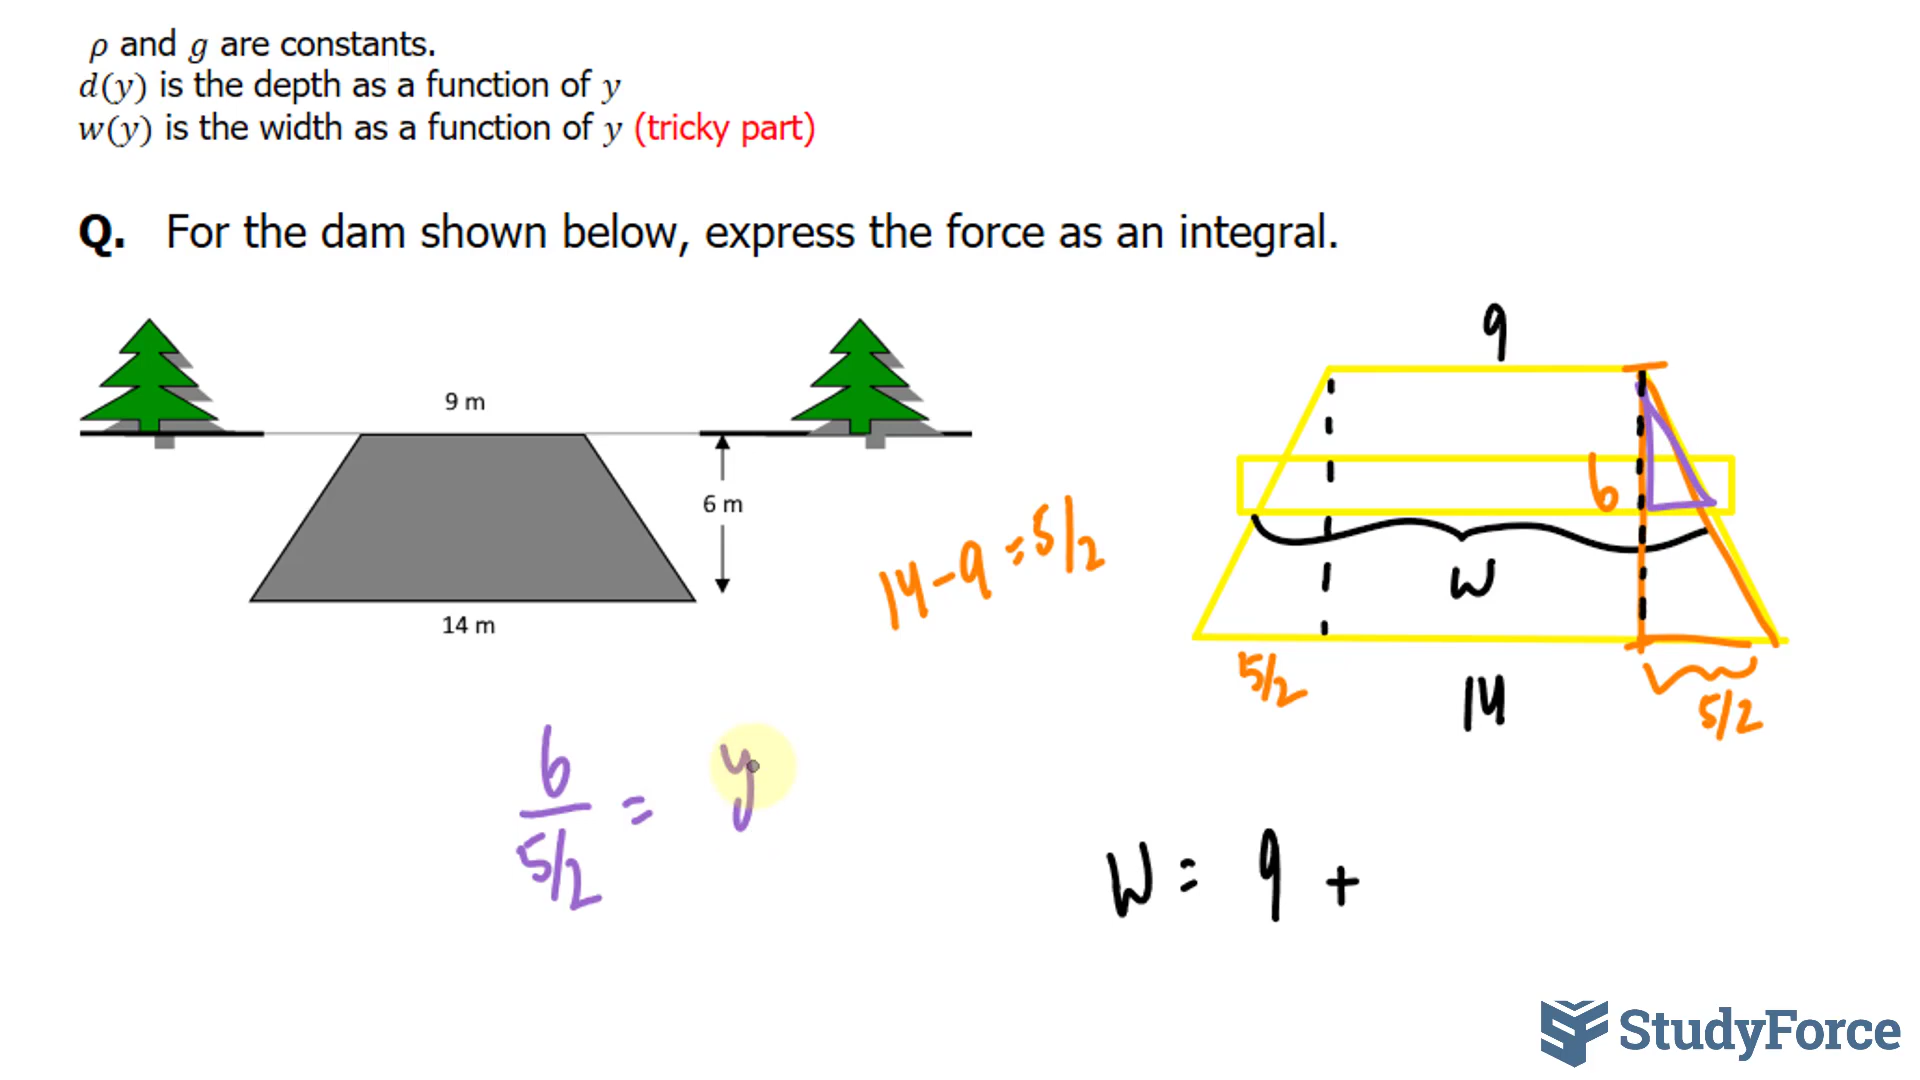 ρ and g are constants.
d(y) is the depth as a function of y
w(y) is the width as a function of y (tricky part)
Q. For the dam shown below, express the force as an integral.
9 m
6 m
14 m
14-9=5/2
9
6
W
5/2
14
5/2
6
5/2
=
y
W = 9 +
StudyForce